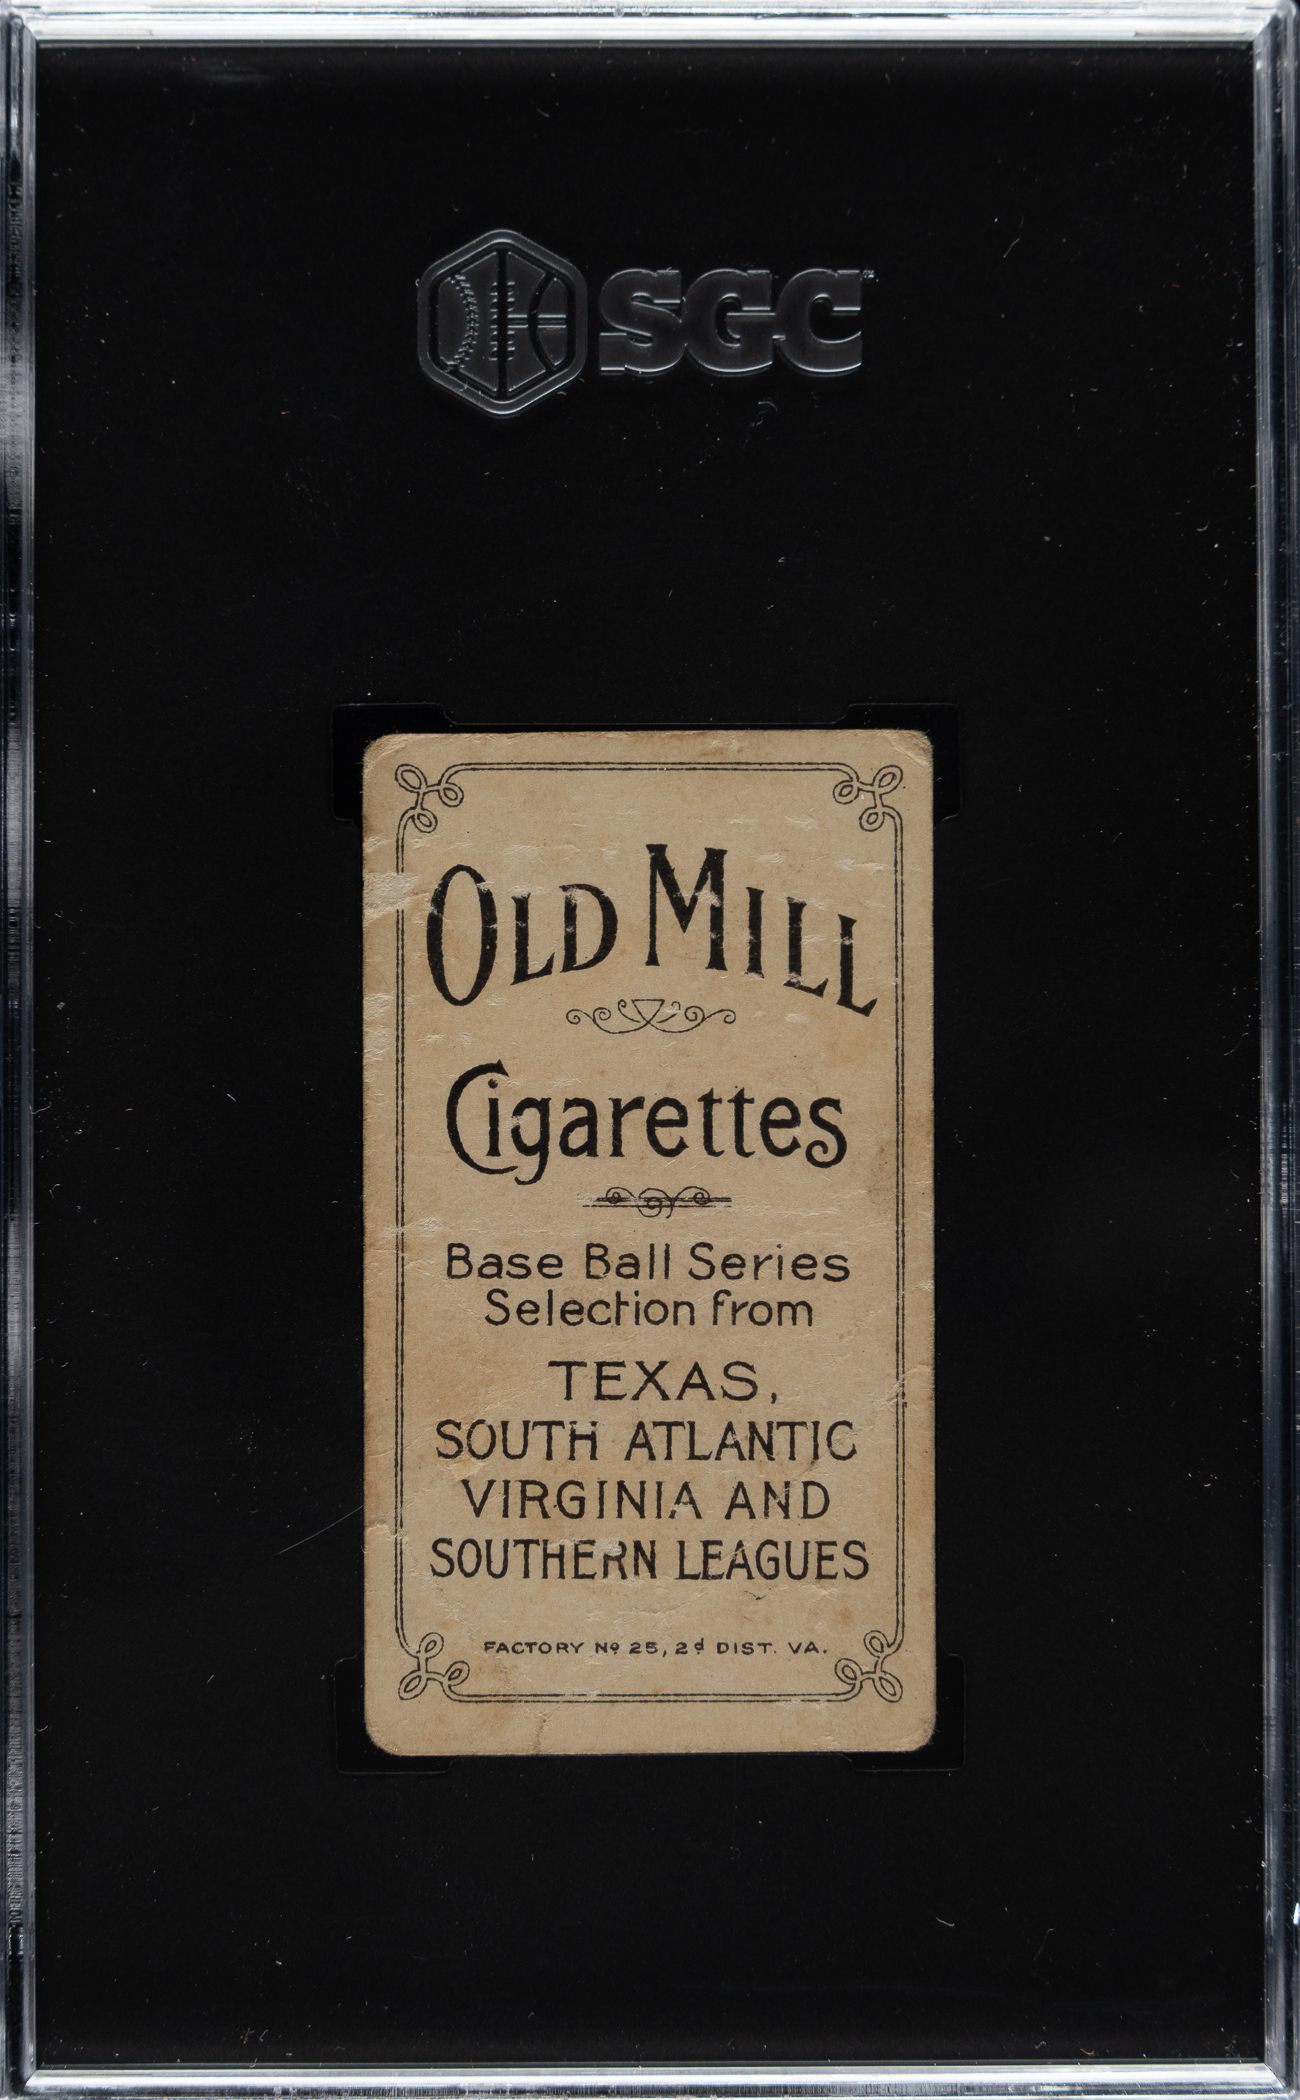 SGC™
OLD MILL
Cigarettes
Base Ball Series
Selection from
TEXAS,
SOUTH ATLANTIC
VIRGINIA AND
SOUTHERN LEAGUES
FACTORY Nº 25, 2d DIST. VA.